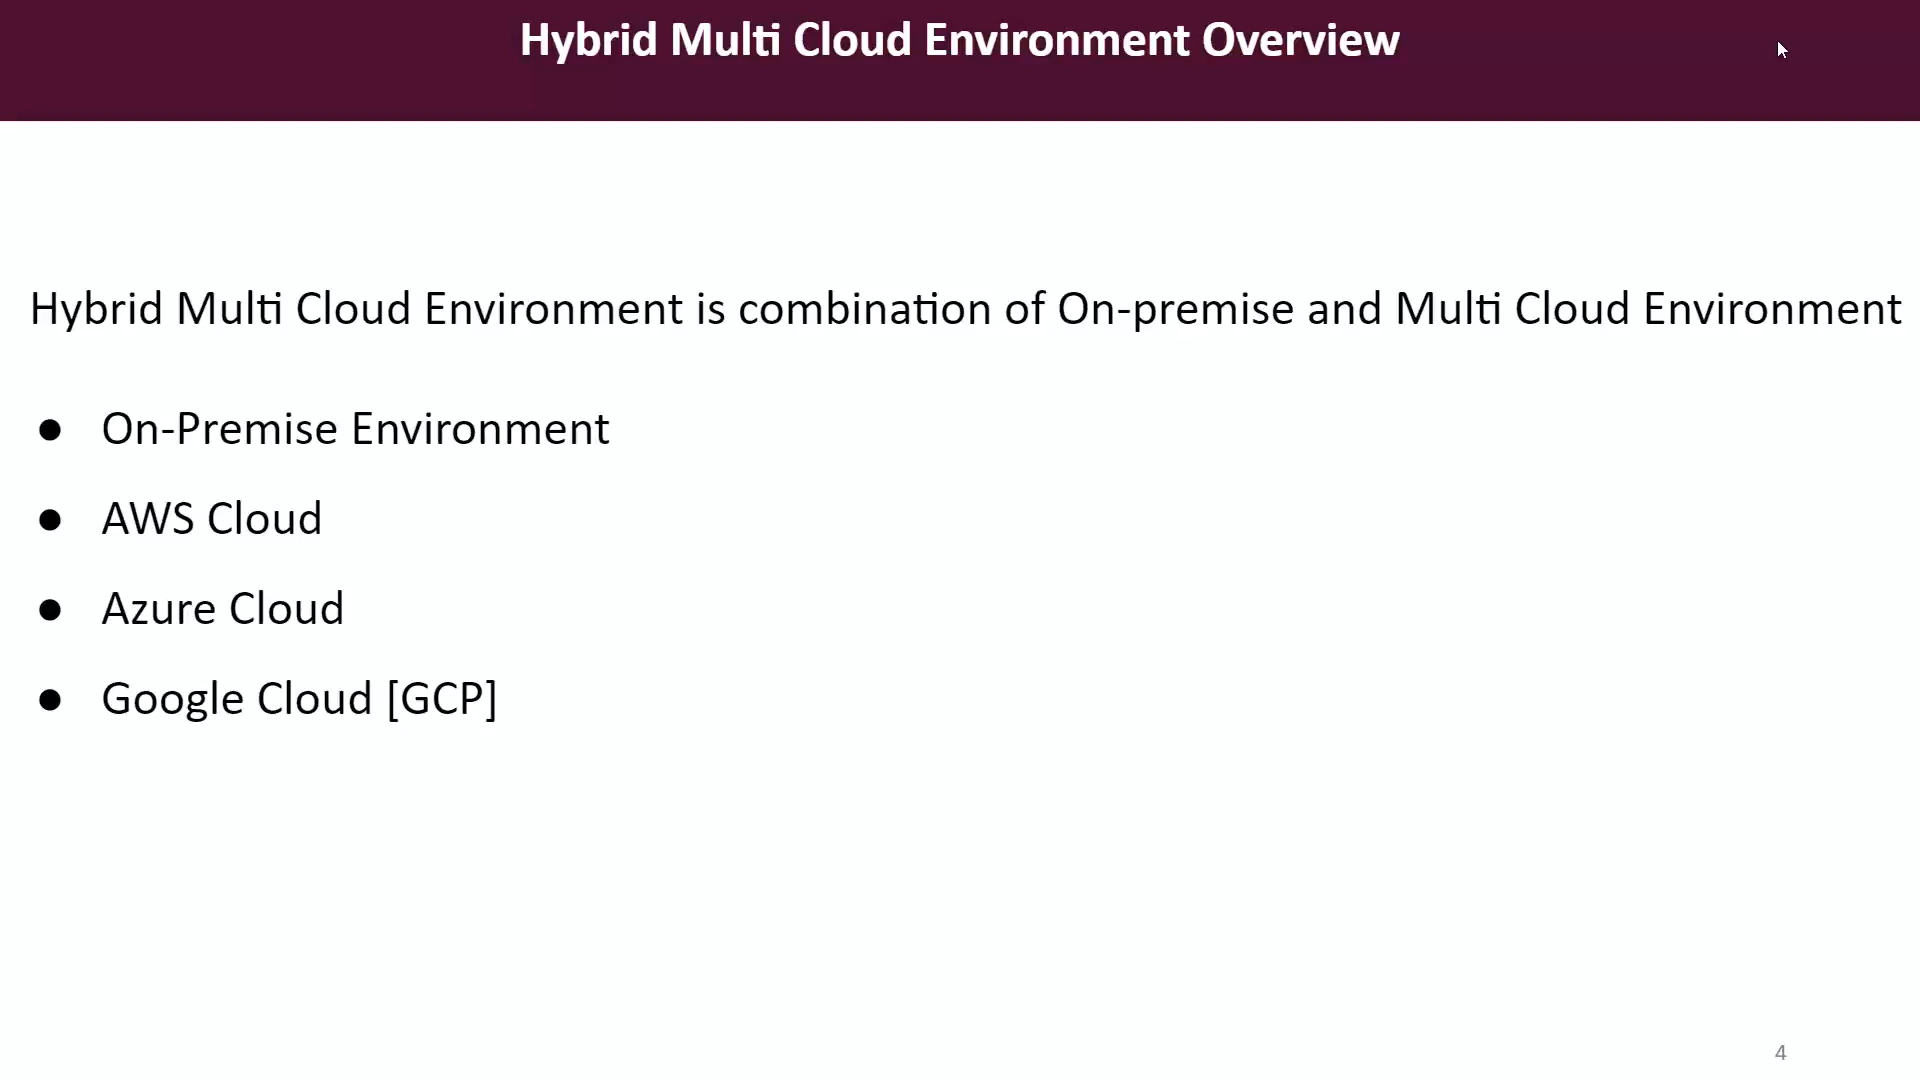 Hybrid Multi Cloud Environment Overview
Hybrid Multi Cloud Environment is combination of On-premise and Multi Cloud Environment
● On-Premise Environment
● AWS Cloud
● Azure Cloud
● Google Cloud [GCP]
4